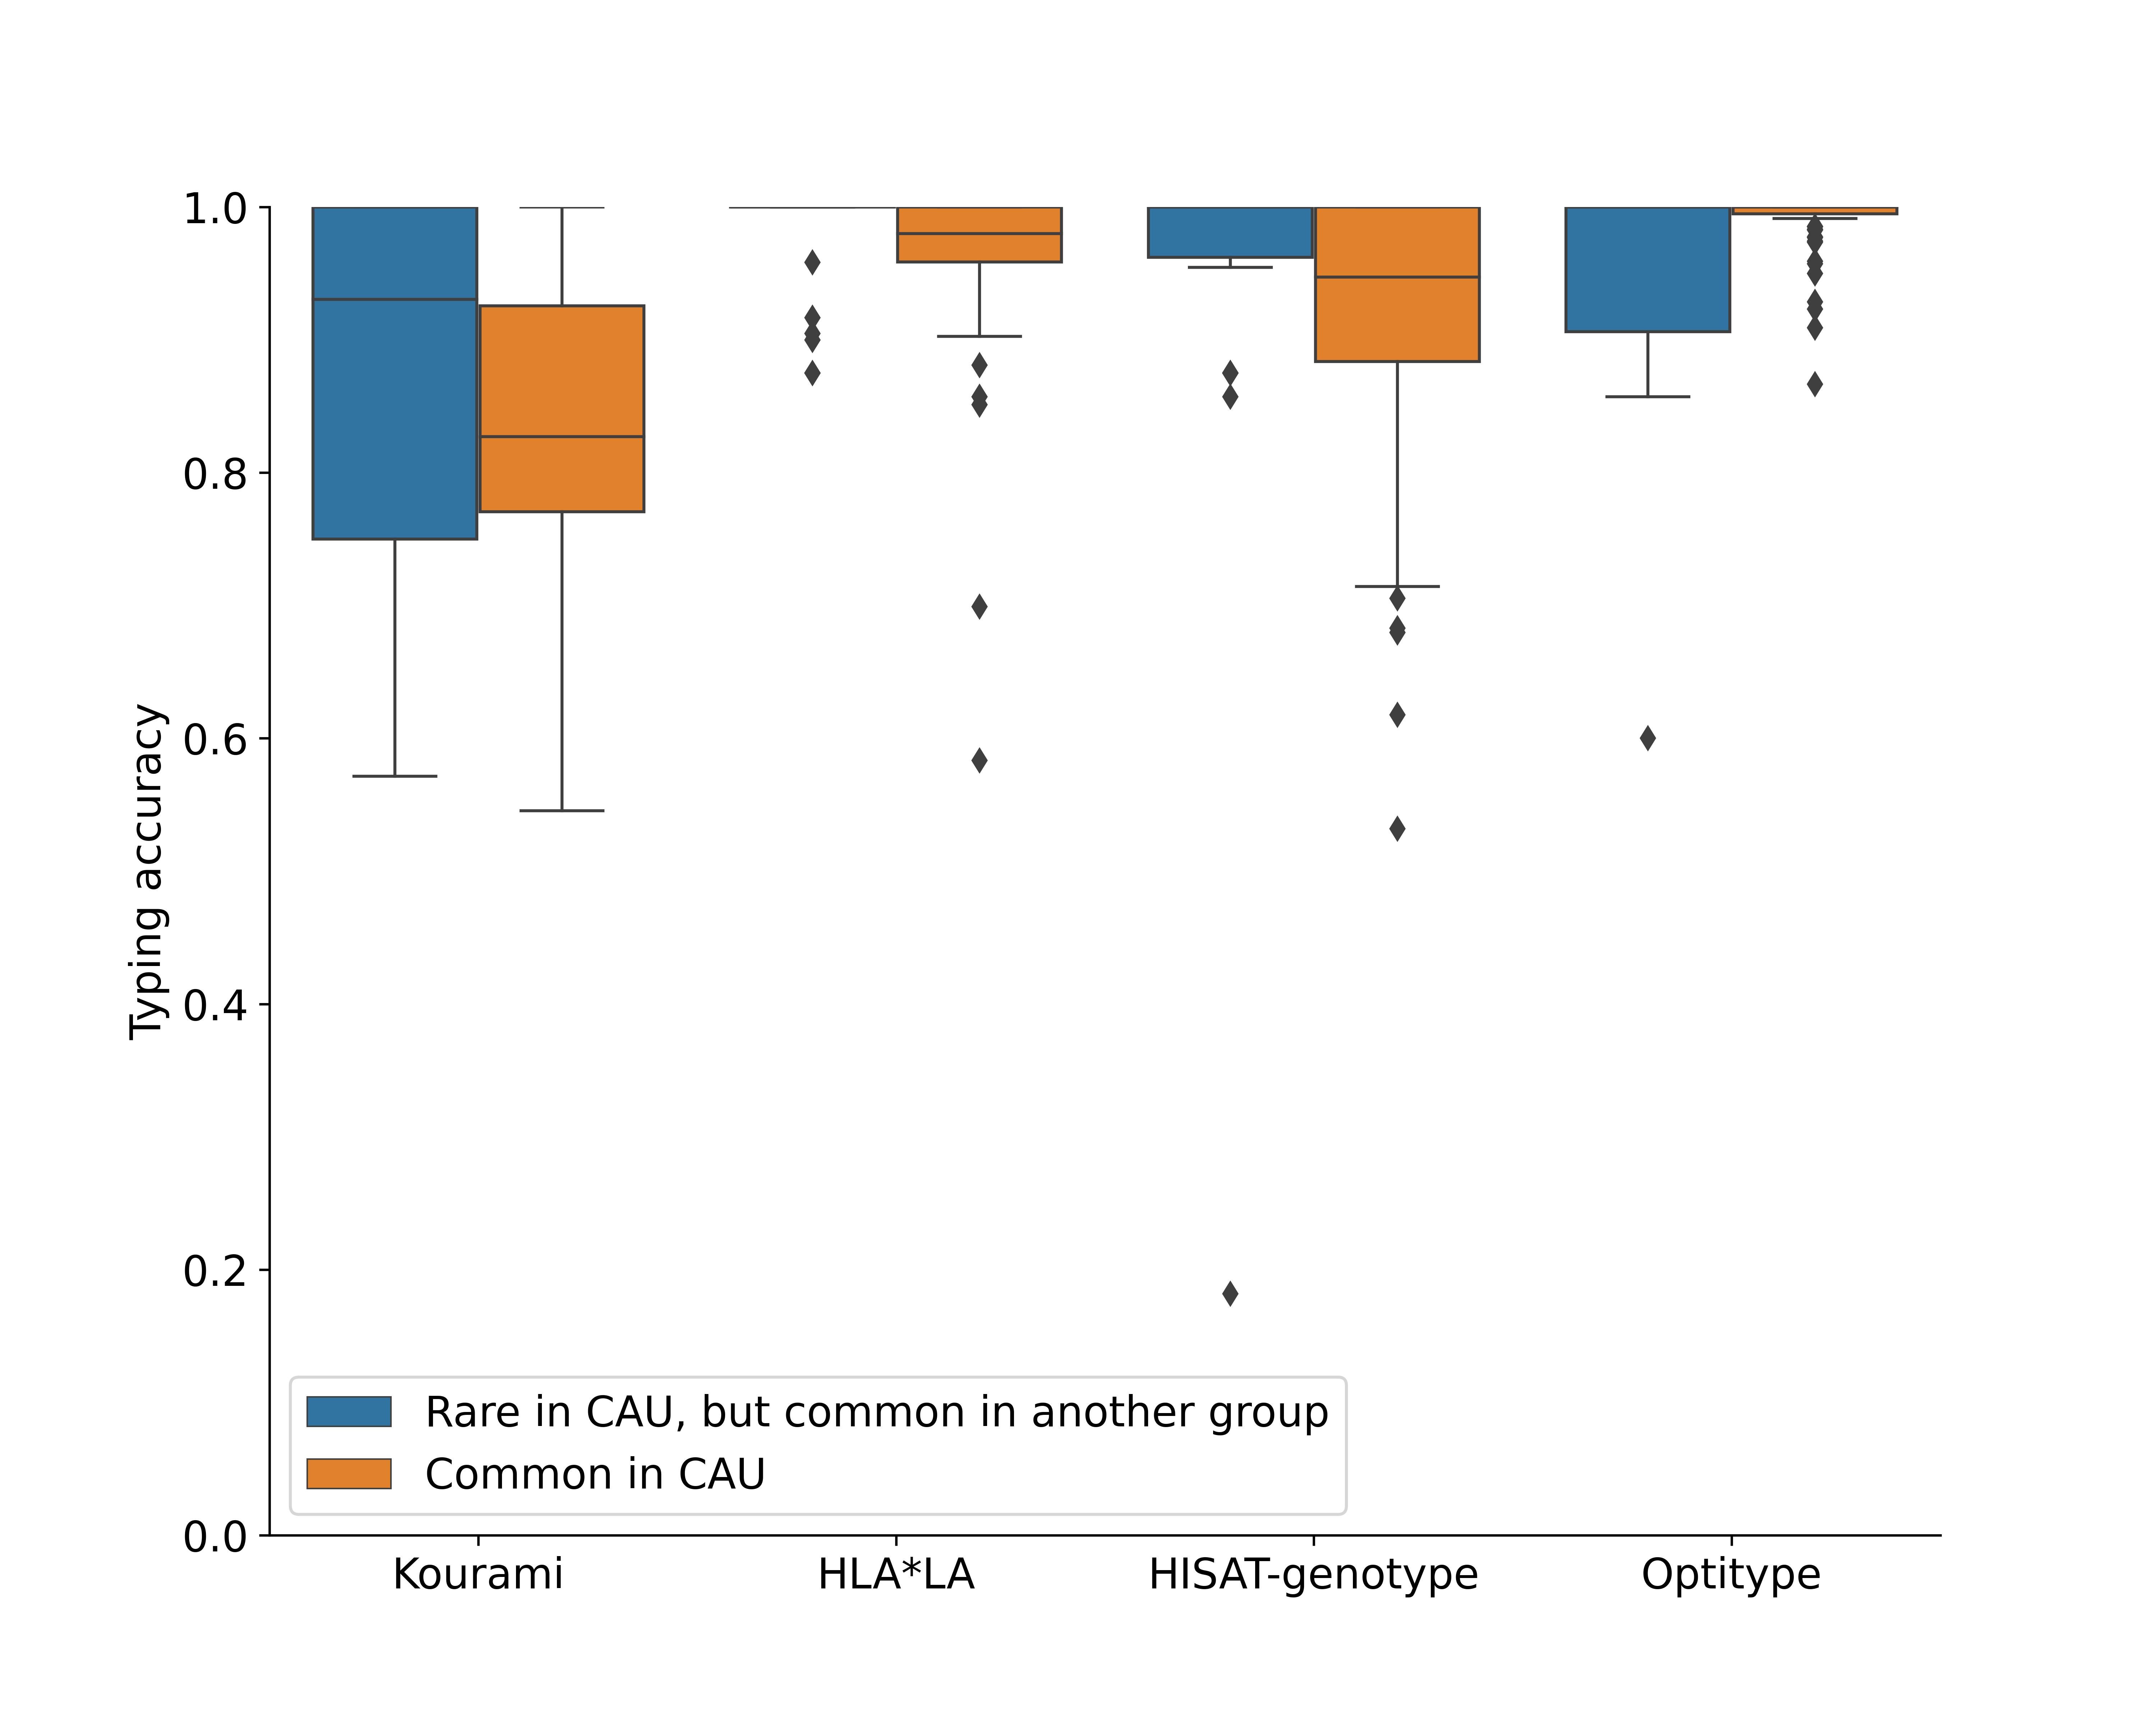 1.0
0.8
0.6
0.4
0.2
0.0
Typing accuracy
Rare in CAU, but common in another group
Common in CAU
Kourami
HLA*LA
HISAT-genotype
Optitype